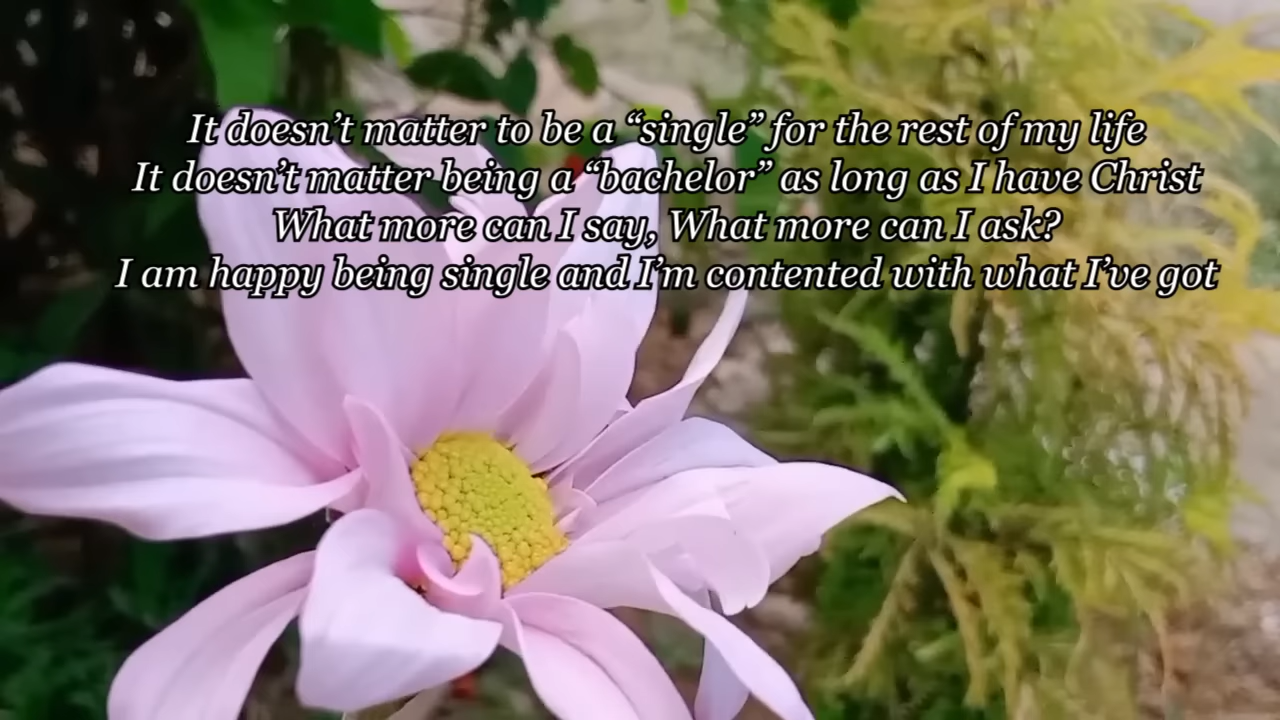 It doesn’t matter to be a “single” for the rest of my life
It doesn’t matter being a “bachelor” as long as I have Christ
What more can I say, What more can I ask?
I am happy being single and I’m contented with what I’ve got